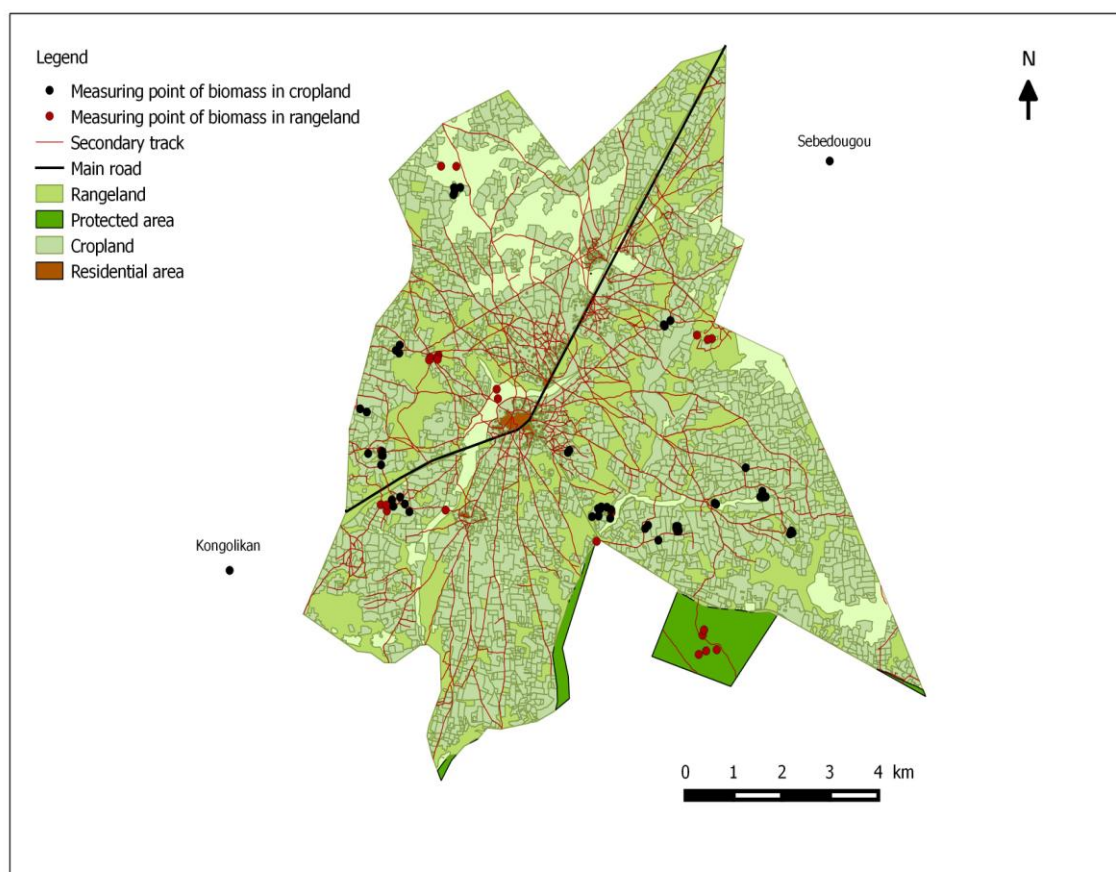 Legend
Measuring point of biomass in cropland
Measuring point of biomass in rangeland
Secondary track
Main road
Rangeland
Protected area
Cropland
Residential area
N
Sebedougou
Kongolikan
0 1 2 3 4 km